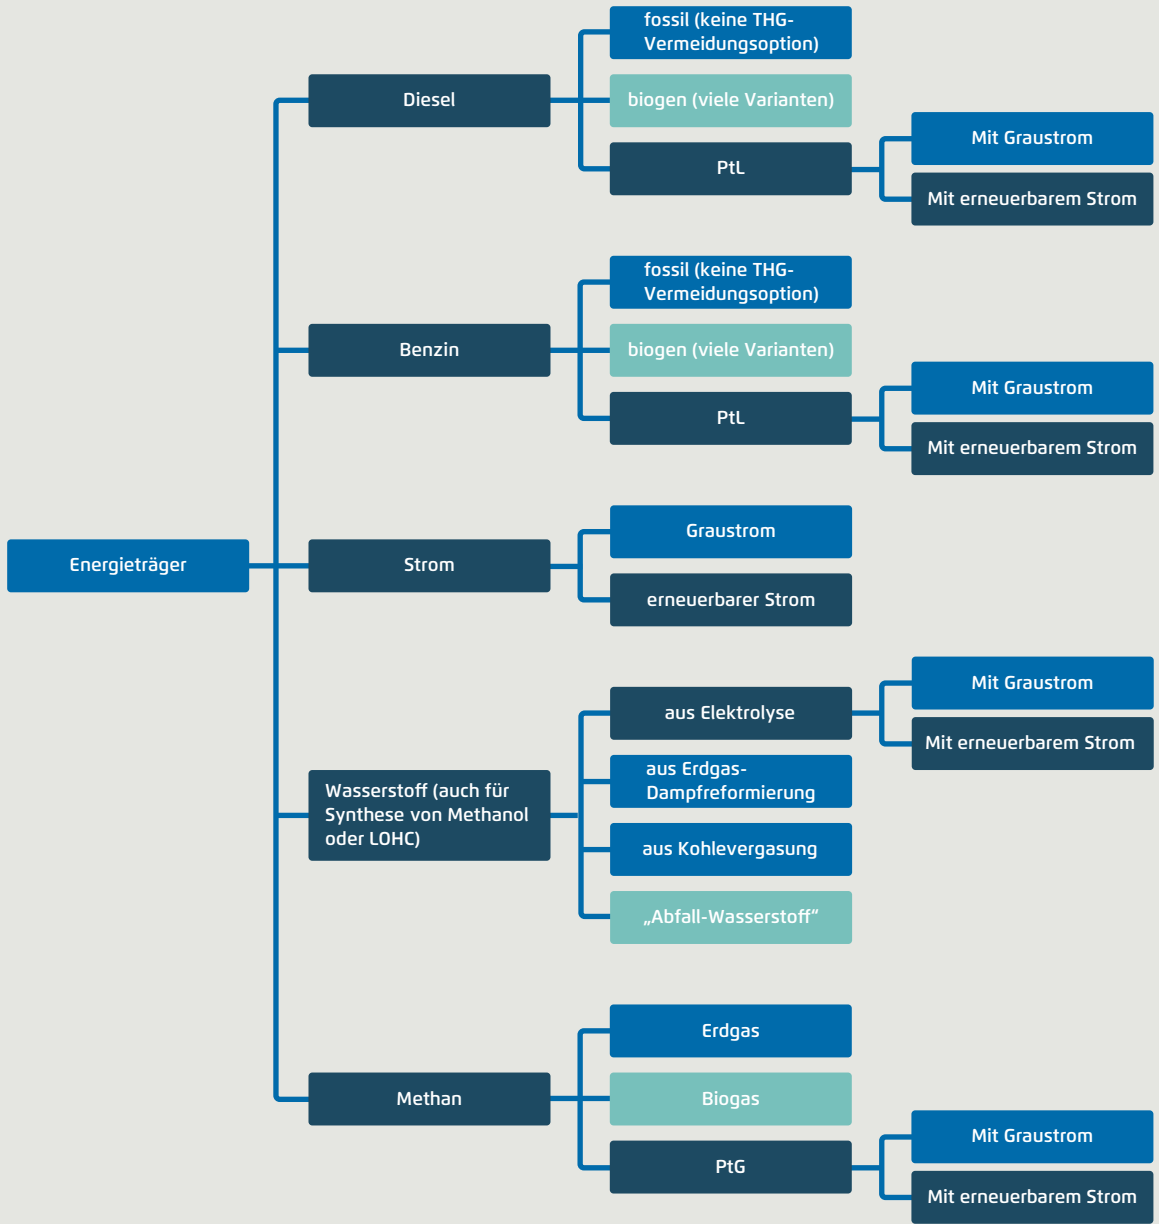 Energieträger
Diesel
fossil (keine THG-
Vermeidungsoption)
biogen (viele Varianten)
PtL
Mit Graustrom
Mit erneuerbarem Strom
Benzin
fossil (keine THG-
Vermeidungsoption)
biogen (viele Varianten)
PtL
Mit Graustrom
Mit erneuerbarem Strom
Strom
Graustrom
erneuerbarer Strom
Wasserstoff (auch für
Synthese von Methanol
oder LOHC)
aus Elektrolyse
Mit Graustrom
Mit erneuerbarem Strom
aus Erdgas-
Dampfreformierung
aus Kohlevergasung
„Abfall-Wasserstoff“
Methan
Erdgas
Biogas
PtG
Mit Graustrom
Mit erneuerbarem Strom